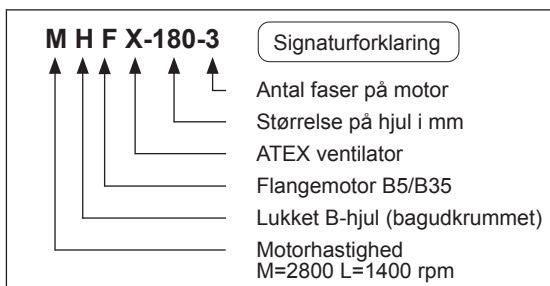 M H F X-180-3
Signaturforklaring
Antal faser på motor
Størrelse på hjul i mm
ATEX ventilator
Flangemotor B5/B35
Lukket B-hjul (bagudkrummet)
Motorhastighed
M=2800 L=1400 rpm